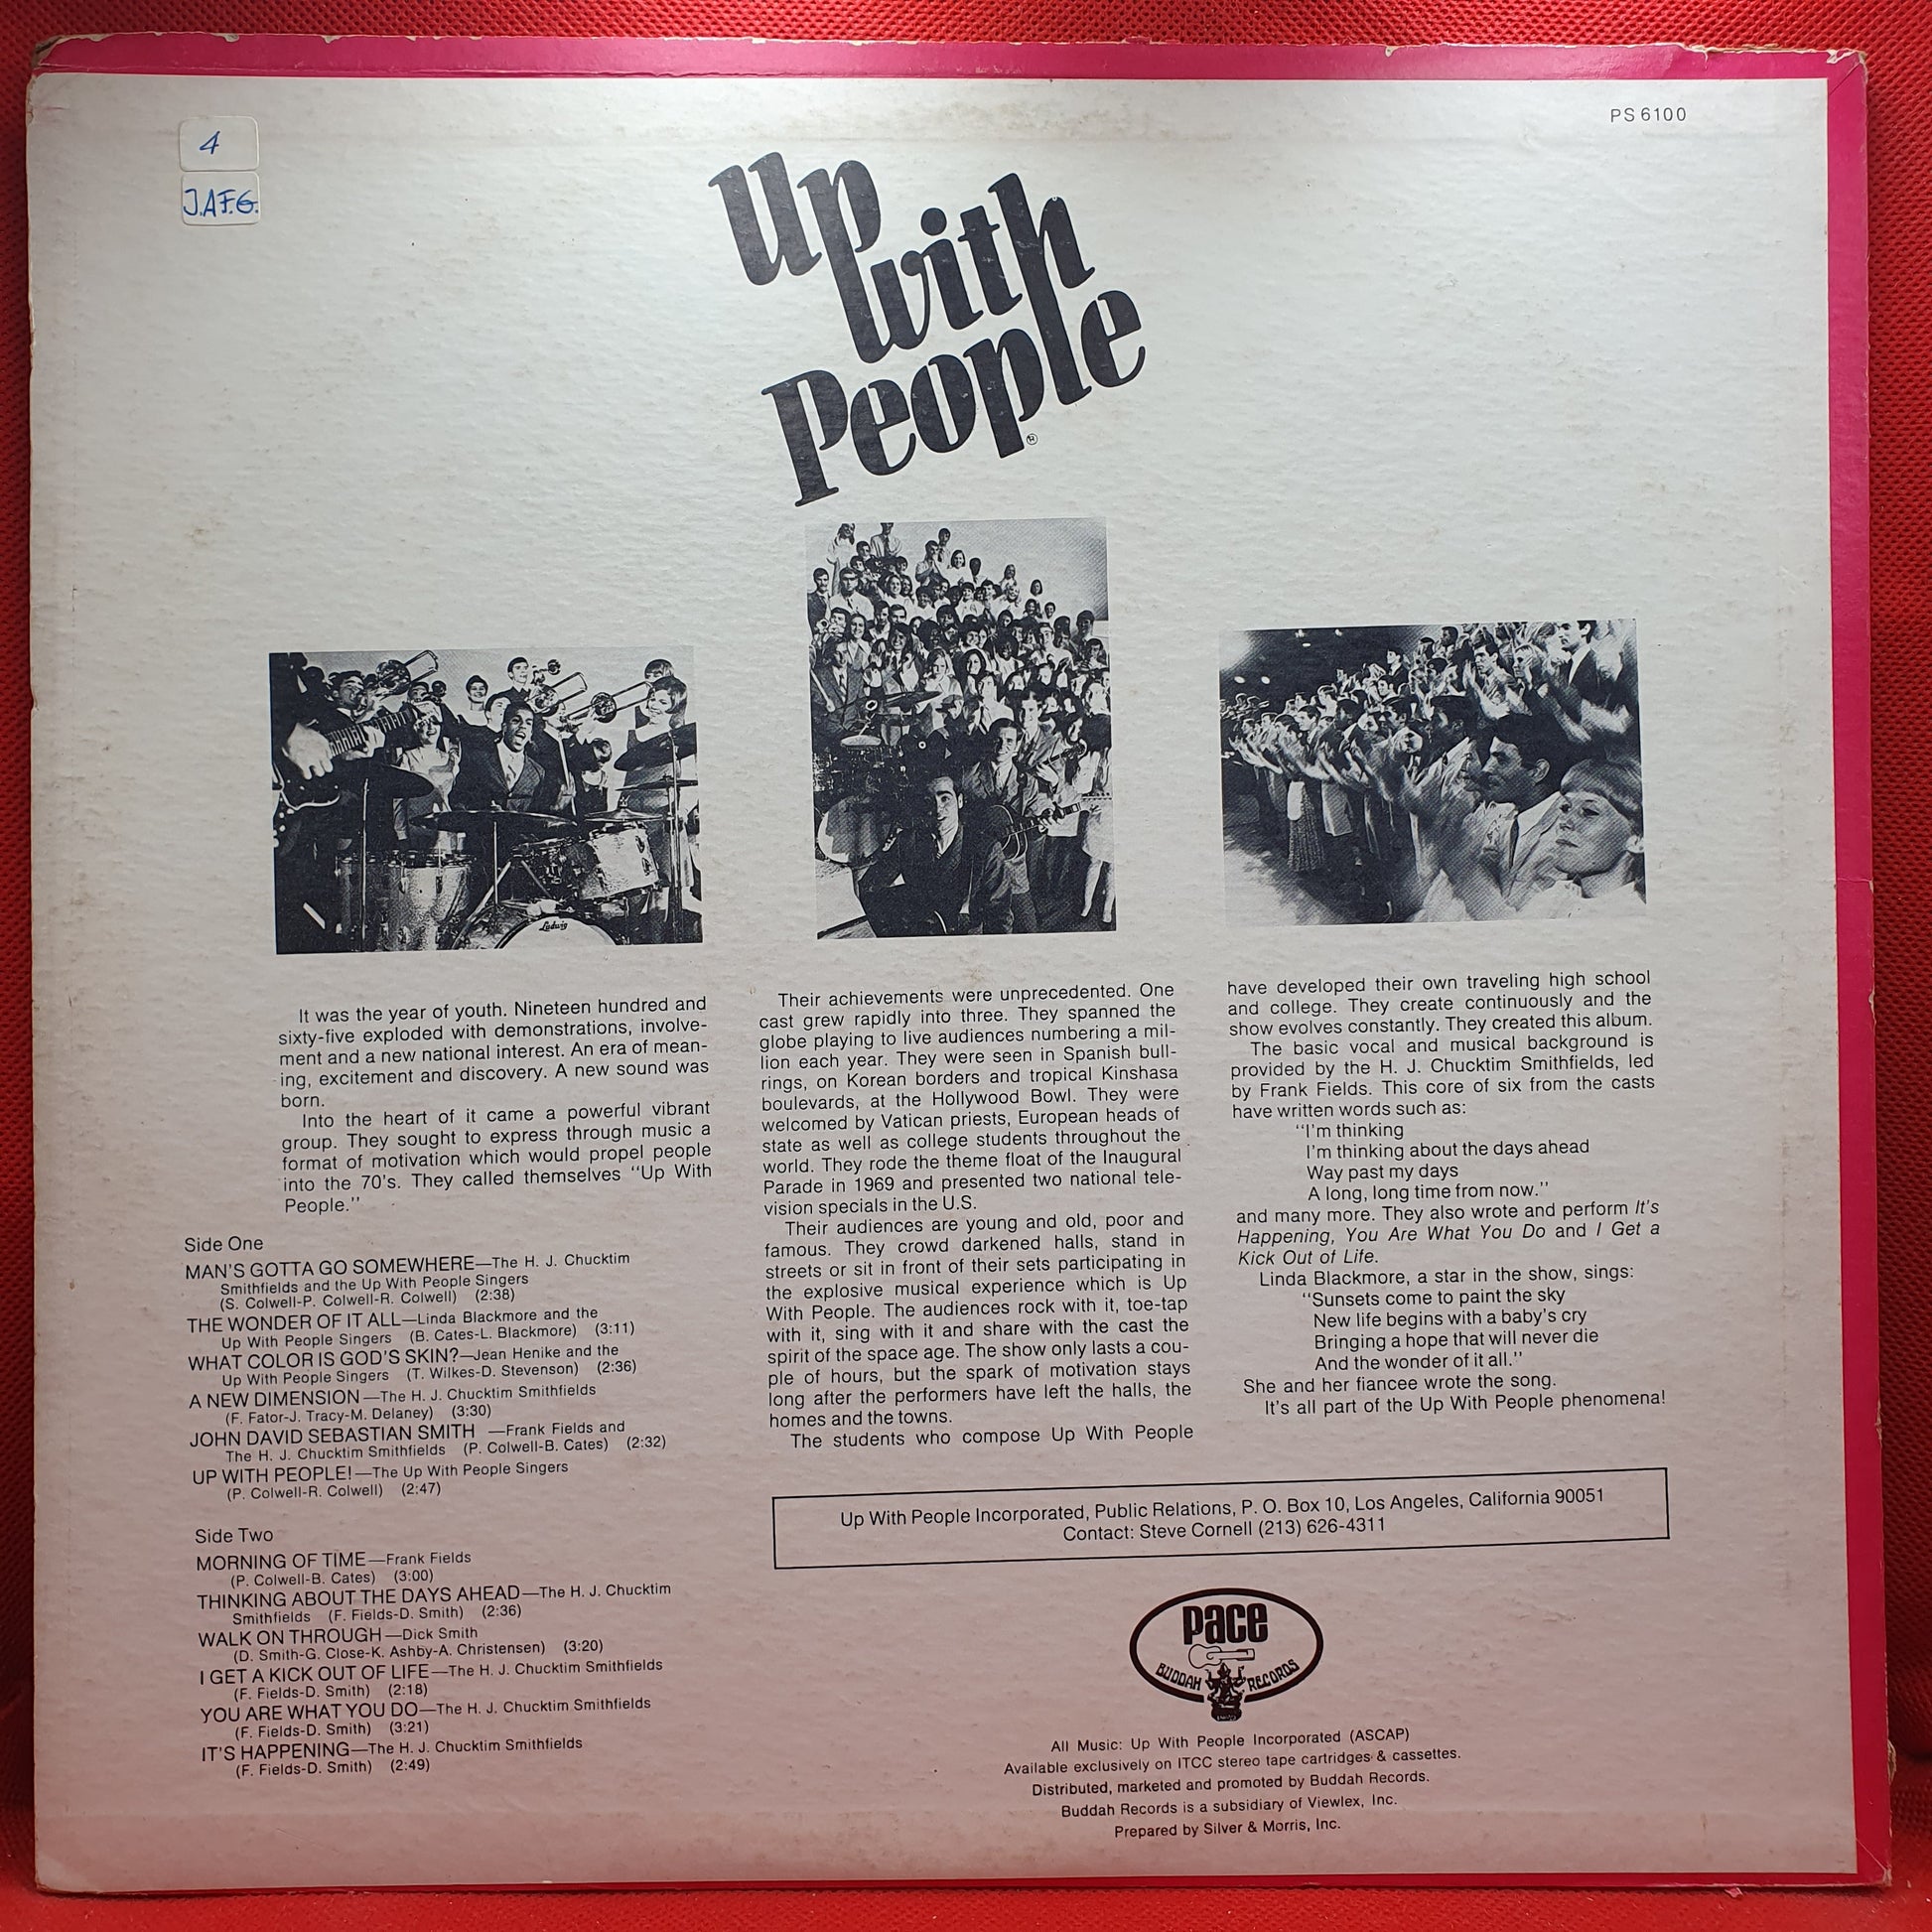 PS 6100
4
J.A.F.G.
Up
with
People
®
Ludwig
It was the year of youth. Nineteen hundred and
sixty-five exploded with demonstrations, involve-
ment and a new national interest. An era of mean-
ing, excitement and discovery. A new sound was
born.
Into the heart of it came a powerful vibrant
group. They sought to express through music a
format of motivation which would propel people
into the 70's. They called themselves "Up With
People."
Side One
MAN'S GOTTA GO SOMEWHERE—The H. J. Chucktim
Smithfields and the Up With People Singers
(S. Colwell-P. Colwell-R. Colwell) (2:38)
THE WONDER OF IT ALL—Linda Blackmore and the
Up With People Singers (B. Cates-L. Blackmore) (3:11)
WHAT COLOR IS GOD'S SKIN?—Jean Henike and the
Up With People Singers (T. Wilkes-D. Stevenson) (2:36)
A NEW DIMENSION—The H. J. Chucktim Smithfields
(F. Fator-J. Tracy-M. Delaney) (3:30)
JOHN DAVID SEBASTIAN SMITH —Frank Fields and
The H. J. Chucktim Smithfields (P. Colwell-B. Cates) (2:32)
UP WITH PEOPLE!—The Up With People Singers
(P. Colwell-R. Colwell) (2:47)
Side Two
MORNING OF TIME—Frank Fields
(P. Colwell-B. Cates) (3:00)
THINKING ABOUT THE DAYS AHEAD—The H. J. Chucktim
Smithfields (F. Fields-D. Smith) (2:36)
WALK ON THROUGH—Dick Smith
(D. Smith-G. Close-K. Ashby-A. Christensen) (3:20)
I GET A KICK OUT OF LIFE—The H. J. Chucktim Smithfields
(F. Fields-D. Smith) (2:18)
YOU ARE WHAT YOU DO—The H. J. Chucktim Smithfields
(F. Fields-D. Smith) (3:21)
IT'S HAPPENING—The H. J. Chucktim Smithfields
(F. Fields-D. Smith) (2:49)
Their achievements were unprecedented. One
cast grew rapidly into three. They spanned the
globe playing to live audiences numbering a mil-
lion each year. They were seen in Spanish bull-
rings, on Korean borders and tropical Kinshasa
boulevards, at the Hollywood Bowl. They were
welcomed by Vatican priests, European heads of
state as well as college students throughout the
world. They rode the theme float of the Inaugural
Parade in 1969 and presented two national tele-
vision specials in the U.S.
Their audiences are young and old, poor and
famous. They crowd darkened halls, stand in
streets or sit in front of their sets participating in
the explosive musical experience which is Up
With People. The audiences rock with it, toe-tap
with it, sing with it and share with the cast the
spirit of the space age. The show only lasts a cou-
ple of hours, but the spark of motivation stays
long after the performers have left the halls, the
homes and the towns.
The students who compose Up With People
have developed their own traveling high school
and college. They create continuously and the
show evolves constantly. They created this album.
The basic vocal and musical background is
provided by the H. J. Chucktim Smithfields, led
by Frank Fields. This core of six from the casts
have written words such as:
"I'm thinking
I'm thinking about the days ahead
Way past my days
A long, long time from now."
and many more. They also wrote and perform It's
Happening, You Are What You Do and I Get a
Kick Out of Life.
Linda Blackmore, a star in the show, sings:
"Sunsets come to paint the sky
New life begins with a baby's cry
Bringing a hope that will never die
And the wonder of it all."
She and her fiancee wrote the song.
It's all part of the Up With People phenomena!
Up With People Incorporated, Public Relations, P. O. Box 10, Los Angeles, California 90051
Contact: Steve Cornell (213) 626-4311
pace
BUDDAH RECORDS
All Music: Up With People Incorporated (ASCAP)
Available exclusively on ITCC stereo tape cartridges & cassettes.
Distributed, marketed and promoted by Buddah Records.
Buddah Records is a subsidiary of Viewlex, Inc.
Prepared by Silver & Morris, Inc.